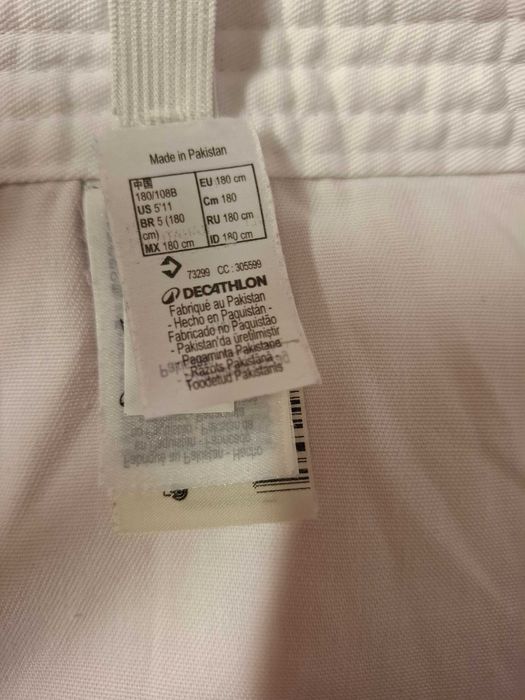 Made in Pakistan
中国
180/108B
US 5'11
BR 5 (180
cm)
MX 180 cm
EU 180 cm
Cm 180
RU 180 cm
ID 180 cm
73299 CC : 305599
DECATHLON
Fabriqué au Pakistan
- Hecho en Paquistán -
Fabricado no Paquistão
- Pakistan'da üretilmiştir
- Pagaminta Pakistane
- Ražots Pakistānā -
Toodetud Pakistanis